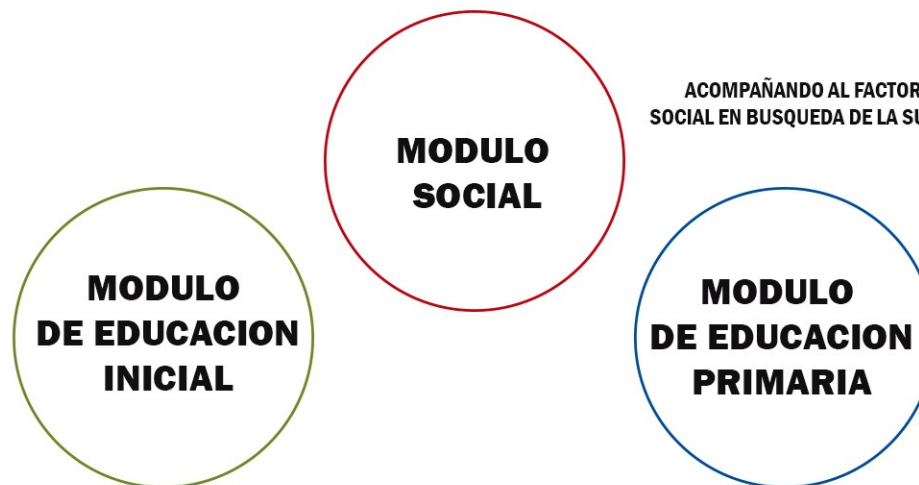 MODULO
SOCIAL
ACOMPAÑANDO AL FACTOR
SOCIAL EN BUSQUEDA DE LA
MODULO
DE EDUCACION
INICIAL
MODULO
DE EDUCACION
PRIMARIA